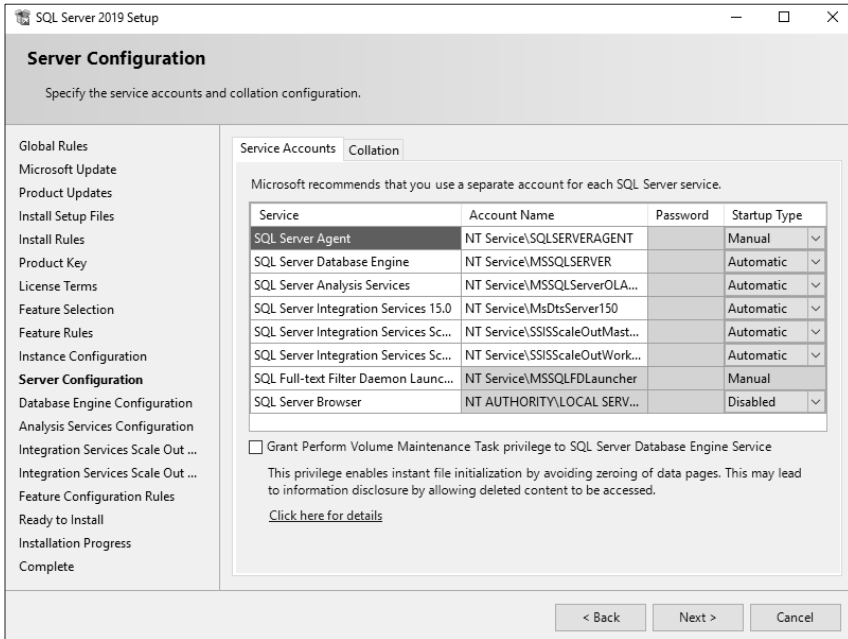 SQL Server 2019 Setup
Server Configuration
Specify the service accounts and collation configuration.
Global Rules
Microsoft Update
Product Updates
Install Setup Files
Install Rules
Product Key
License Terms
Feature Selection
Feature Rules
Instance Configuration
Server Configuration
Database Engine Configuration
Analysis Services Configuration
Integration Services Scale Out ...
Integration Services Scale Out ...
Feature Configuration Rules
Ready to Install
Installation Progress
Complete
Service Accounts Collation
Microsoft recommends that you use a separate account for each SQL Server service.
Service Account Name Password Startup Type
SQL Server Agent NT Service\SQLSERVERAGENT Manual
SQL Server Database Engine NT Service\MSSQLSERVER Automatic
SQL Server Analysis Services NT Service\MSSQLServerOLA... Automatic
SQL Server Integration Services 15.0 NT Service\MsDtsServer150 Automatic
SQL Server Integration Services Sc... NT Service\SSISScaleOutMast... Automatic
SQL Server Integration Services Sc... NT Service\SSISScaleOutWork... Automatic
SQL Full-text Filter Daemon Launc... NT Service\MSSQLFDLauncher Manual
SQL Server Browser NT AUTHORITY\LOCAL SERV... Disabled
Grant Perform Volume Maintenance Task privilege to SQL Server Database Engine Service
This privilege enables instant file initialization by avoiding zeroing of data pages. This may lead
to information disclosure by allowing deleted content to be accessed.
Click here for details
< Back Next > Cancel